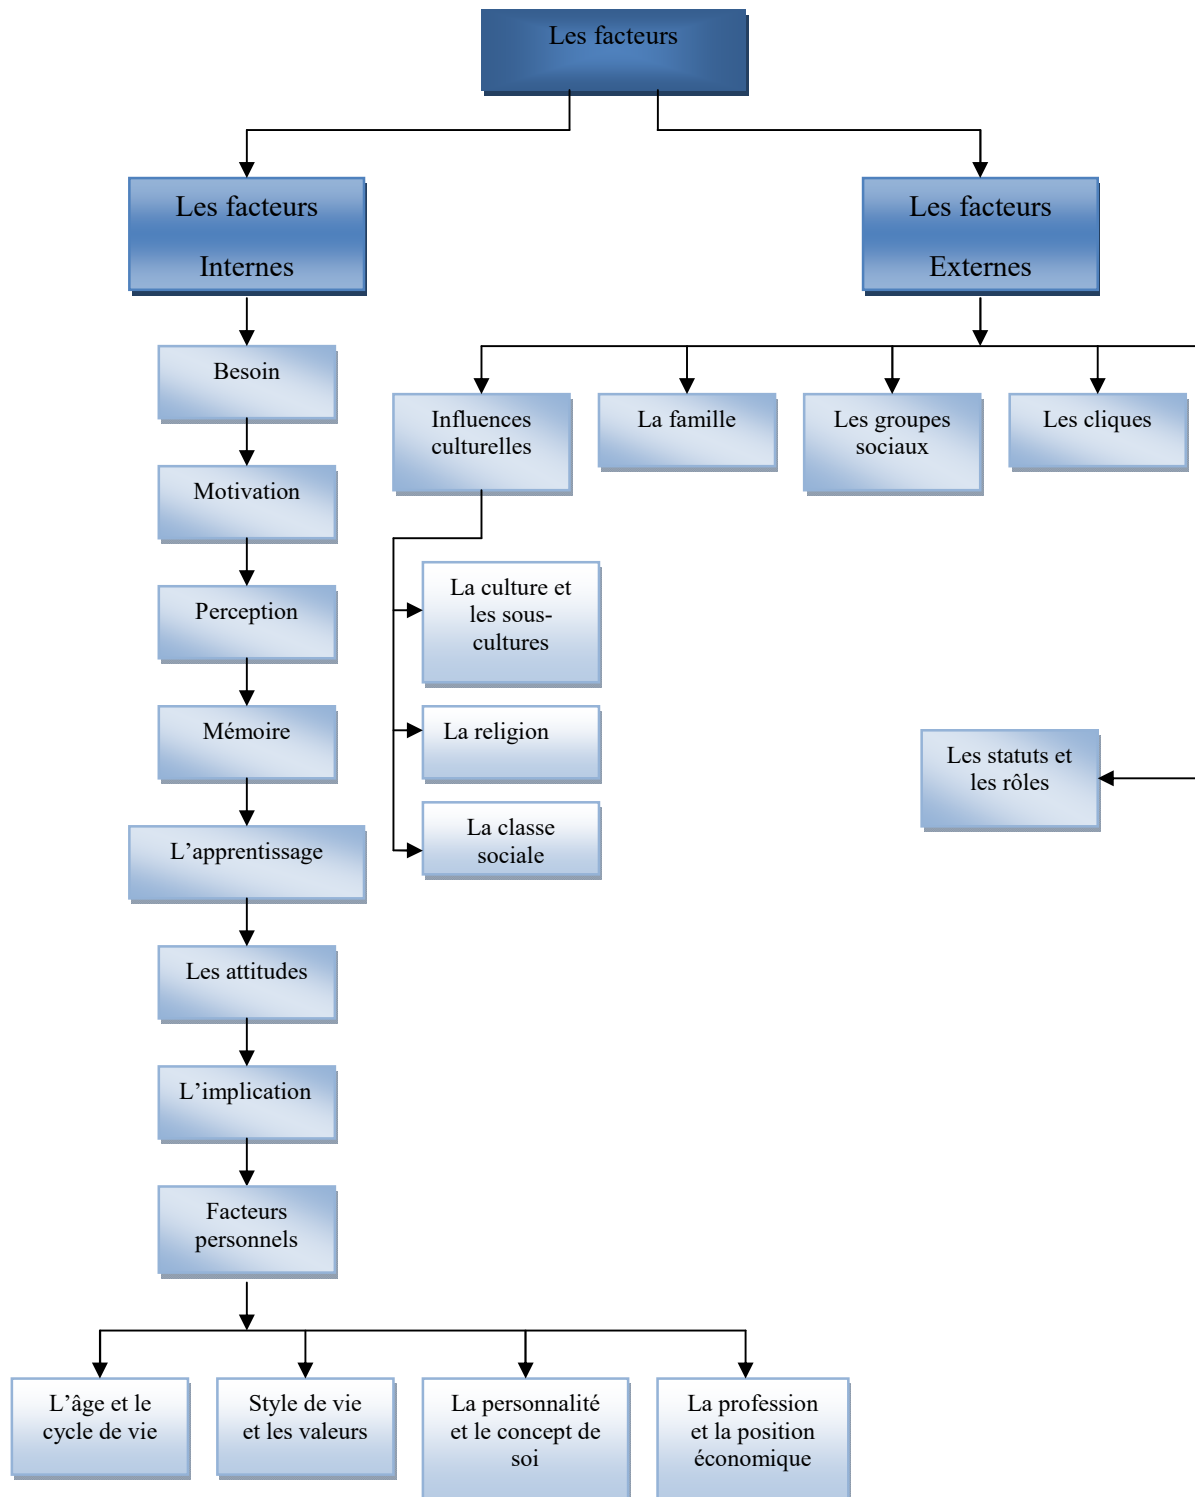 Les facteurs
Les facteurs
Internes
Les facteurs
Externes
Besoin
Motivation
Perception
Mémoire
L’apprentissage
Les attitudes
L’implication
Facteurs
personnels
L’âge et le
cycle de vie
Style de vie
et les valeurs
La personnalité
et le concept de
soi
La profession
et la position
économique
Influences
culturelles
La famille
Les groupes
sociaux
Les cliques
La culture et
les sous-
cultures
La religion
La classe
sociale
Les statuts et
les rôles